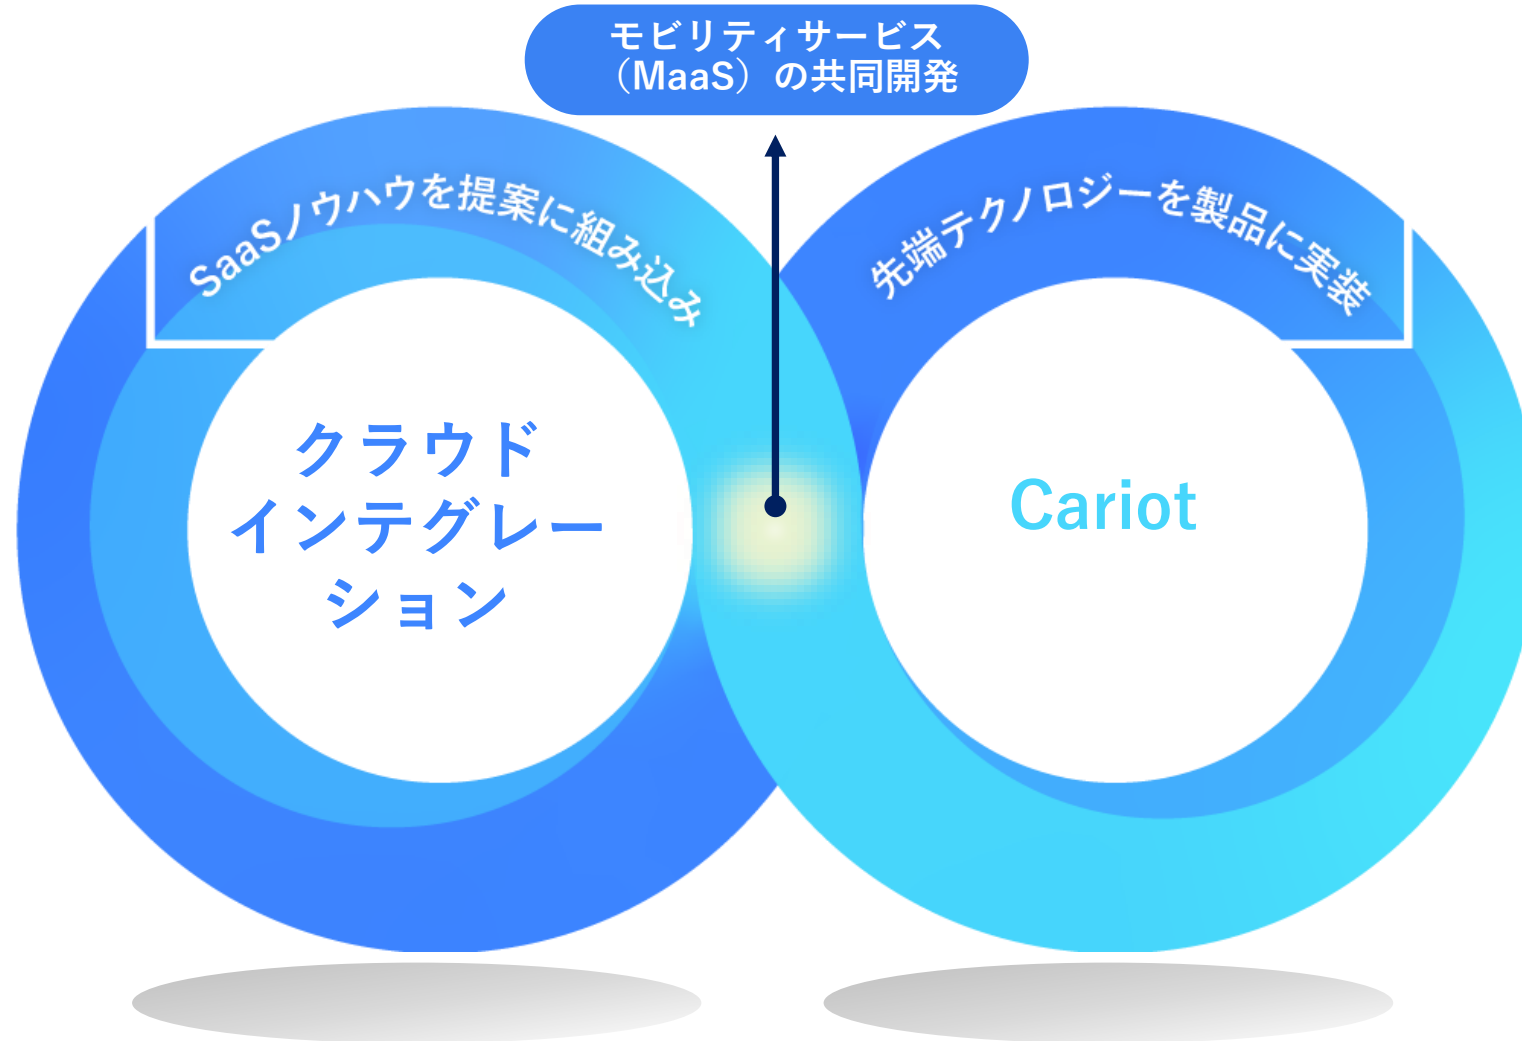 モビリティサービス
（MaaS）の共同開発
SaaSノウハウを提案に組み込み
先端テクノロジーを製品に実装
クラウド
インテグレー
ション
Cariot